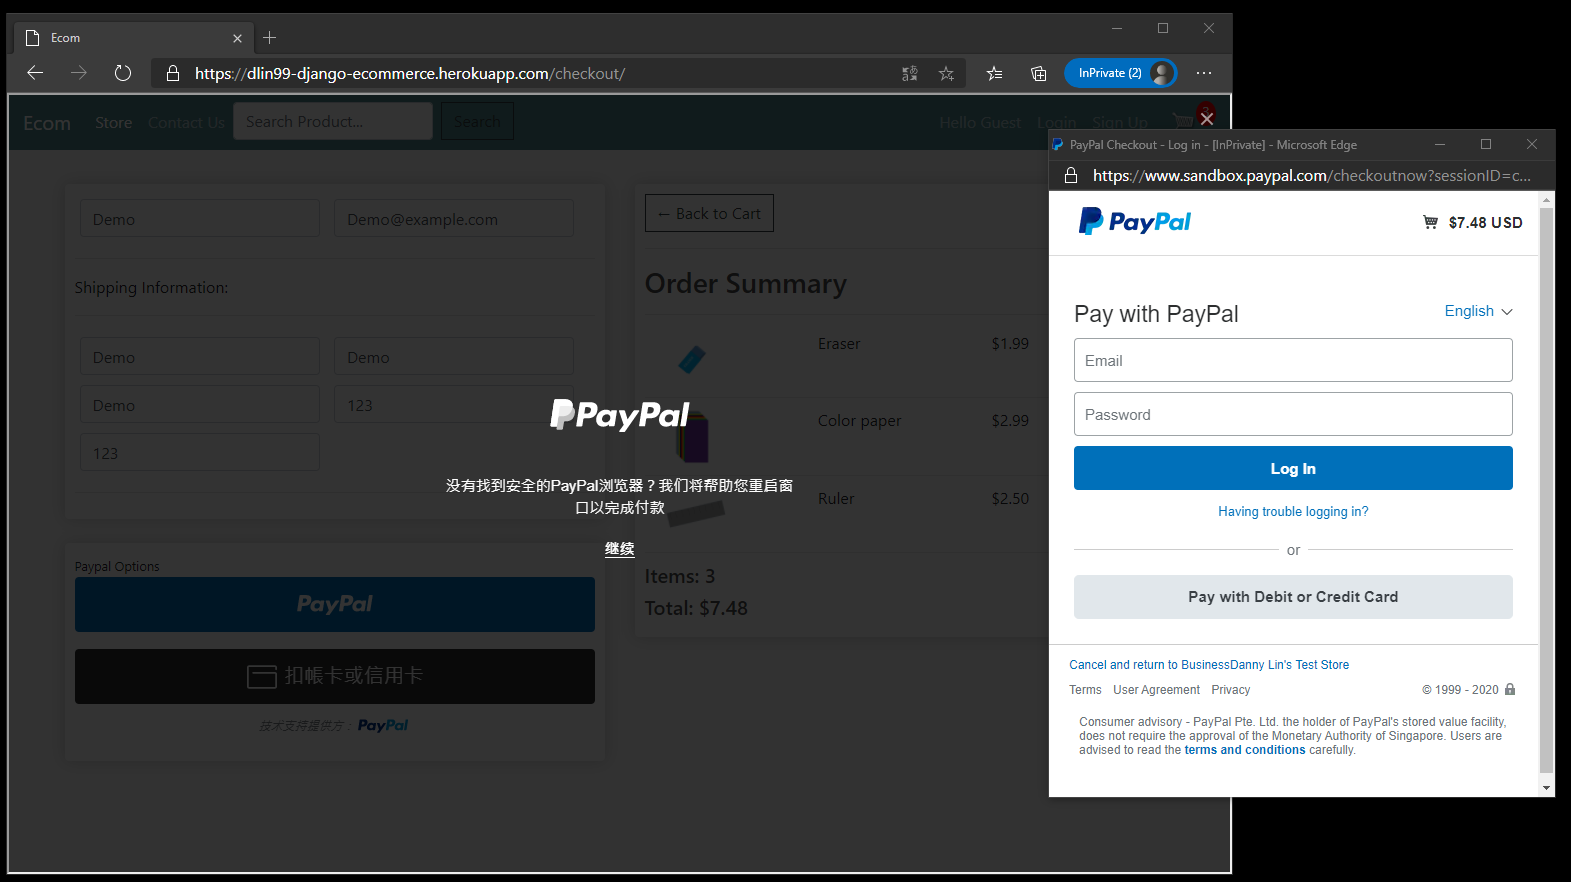 Ecom
https://dlin99-django-ecommerce.herokuapp.com/checkout/
InPrivate (2)
Ecom Store Contact Us Search Product... Search Hello Guest Login Sign Up 3
Demo Demo@example.com
Shipping Information:
Demo Demo
Demo 123
123
Paypal Options
PayPal
扣帳卡或信用卡
技术支持提供方： PayPal
← Back to Cart
Order Summary
Eraser $1.99
Color paper $2.99
Ruler $2.50
Items: 3
Total: $7.48
PayPal
没有找到安全的PayPal浏览器？我们将帮助您重启窗
口以完成付款
继续
PayPal Checkout - Log in - [InPrivate] - Microsoft Edge
https://www.sandbox.paypal.com/checkoutnow?sessionID=c...
PayPal $7.48 USD
Pay with PayPal English
Email
Password
Log In
Having trouble logging in?
or
Pay with Debit or Credit Card
Cancel and return to BusinessDanny Lin's Test Store
Terms User Agreement Privacy © 1999 - 2020
Consumer advisory - PayPal Pte. Ltd. the holder of PayPal's stored value facility,
does not require the approval of the Monetary Authority of Singapore. Users are
advised to read the terms and conditions carefully.